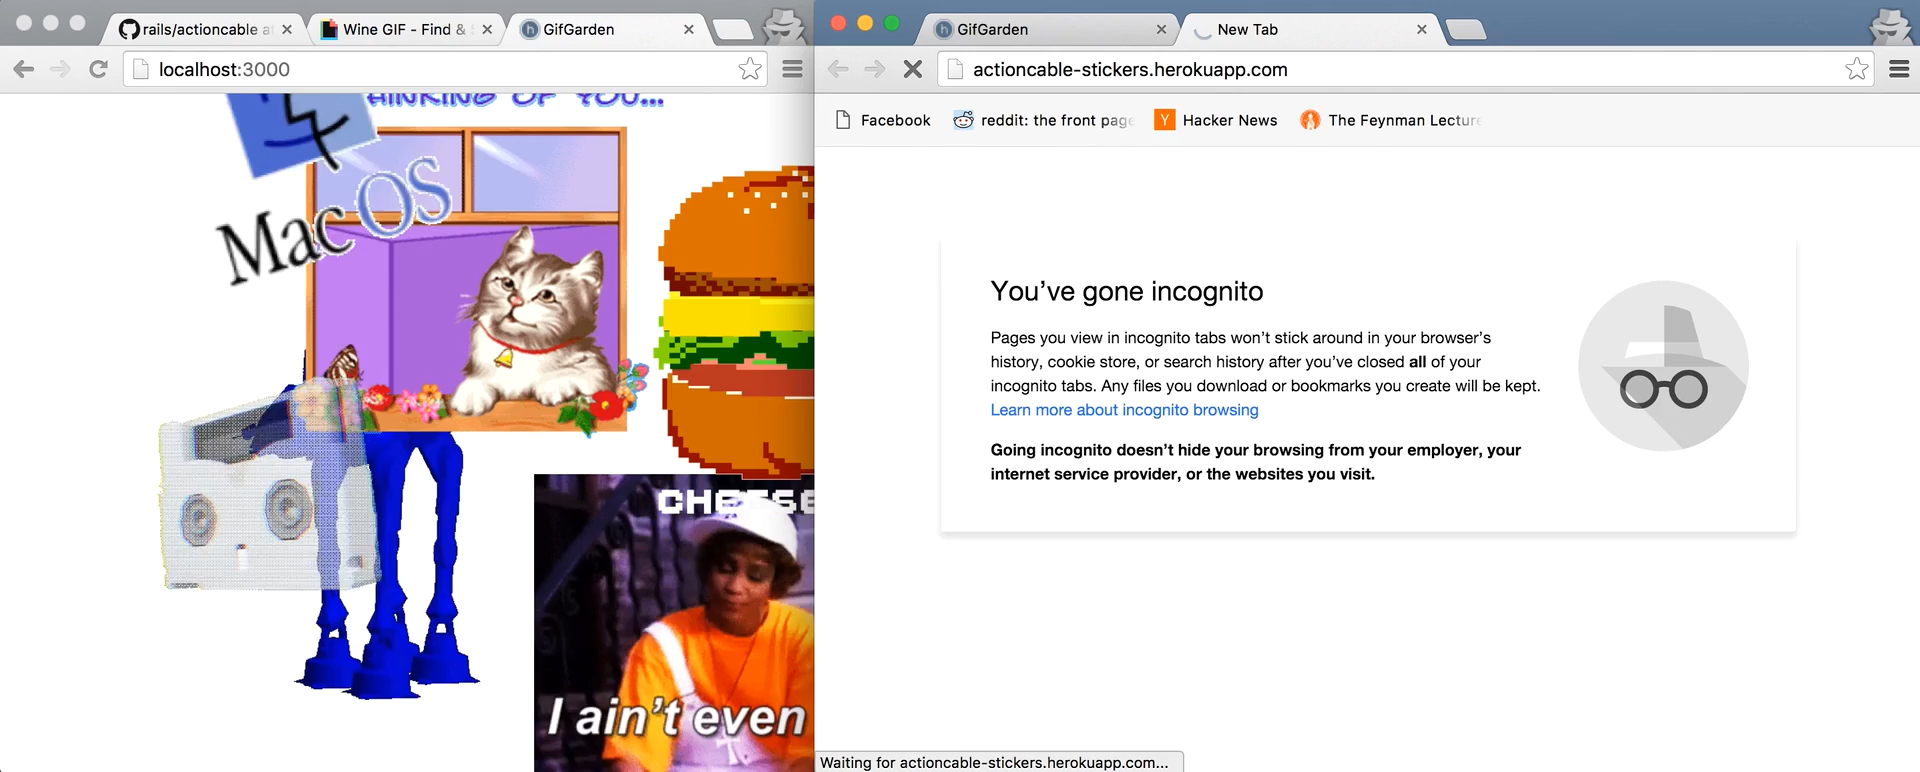 rails/actioncable at
Wine GIF - Find &
GifGarden
localhost:3000
HINKING OF YOU...
Mac OS
CHEESE
I ain't even
GifGarden
New Tab
actioncable-stickers.herokuapp.com
Facebook
reddit: the front page
Hacker News
The Feynman Lectur
You've gone incognito
Pages you view in incognito tabs won't stick around in your browser's
history, cookie store, or search history after you've closed all of your
incognito tabs. Any files you download or bookmarks you create will be kept.
Learn more about incognito browsing
Going incognito doesn't hide your browsing from your employer, your
internet service provider, or the websites you visit.
Waiting for actioncable-stickers.herokuapp.com...